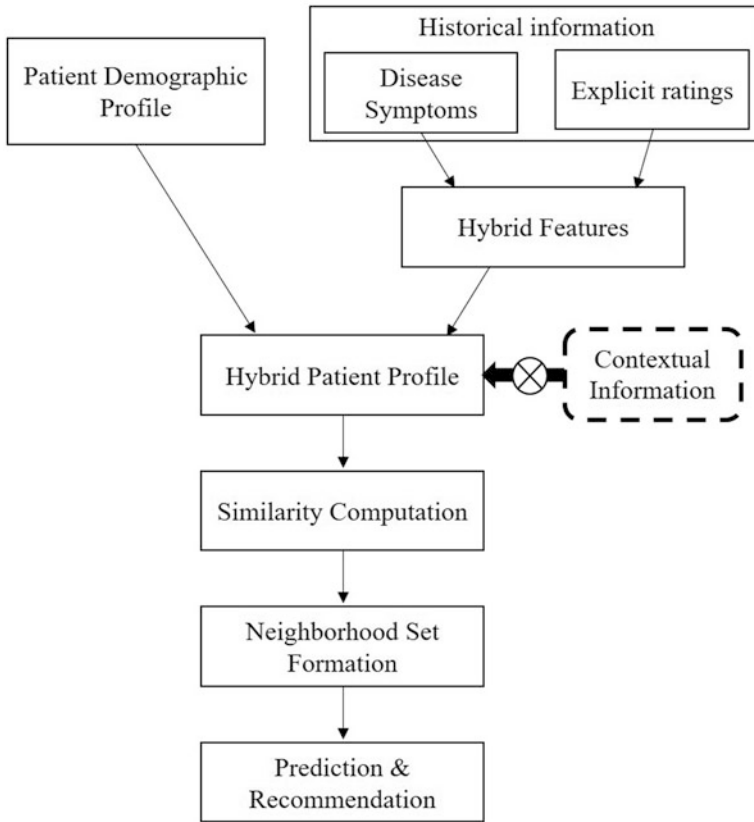 Historical information
Patient Demographic
Profile
Disease
Symptoms
Explicit ratings
Hybrid Features
Hybrid Patient Profile
Contextual
Information
Similarity Computation
Neighborhood Set
Formation
Prediction &
Recommendation